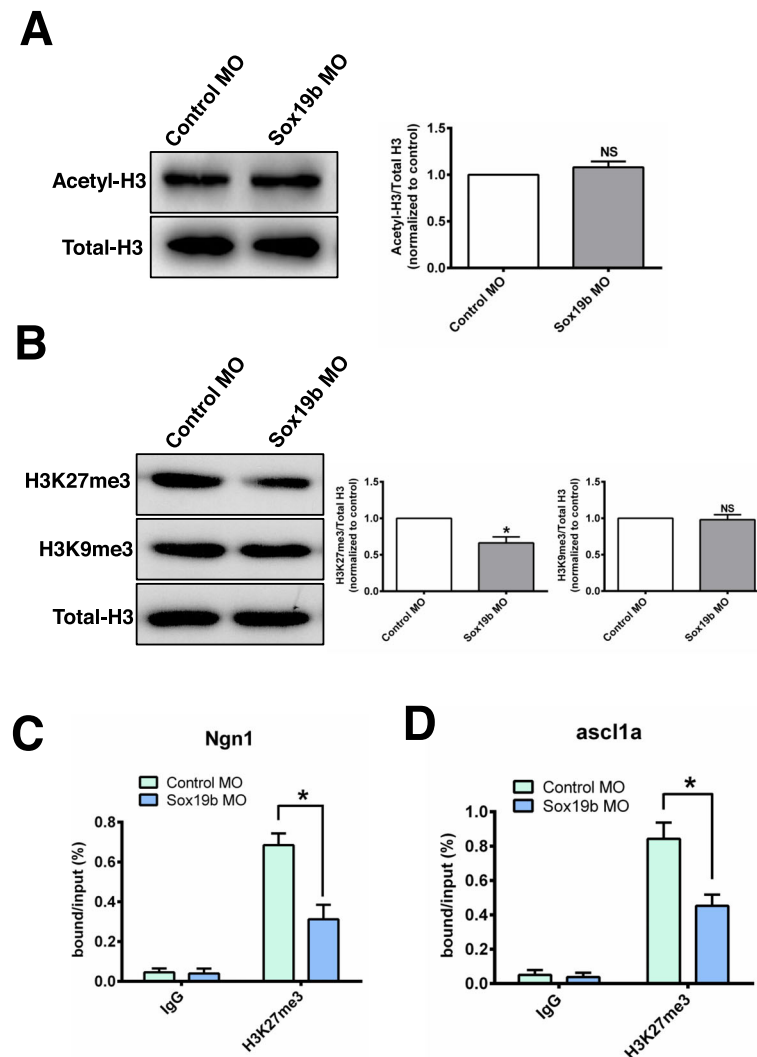 A
Control MO
Sox19b MO
Acetyl-H3
Total-H3
Acetyl-H3/Total H3
(normalized to control)
1.5
1.0
0.5
0.0
NS
Control MO
Sox19b MO
B
Control MO
Sox19b MO
H3K27me3
H3K9me3
Total-H3
H3K27me3/Total H3
(normalized to control)
1.5
1.0
0.5
0.0
*
Control MO
Sox19b MO
H3K9me3/Total H3
(normalized to control)
1.5
1.0
0.5
0.0
NS
Control MO
Sox19b MO
C
Ngn1
Control MO
Sox19b MO
*
bound/input (%)
0.8
0.6
0.4
0.2
0.0
IgG
H3K27me3
D
ascl1a
Control MO
Sox19b MO
*
bound/input (%)
1.0
0.8
0.6
0.4
0.2
0.0
IgG
H3K27me3